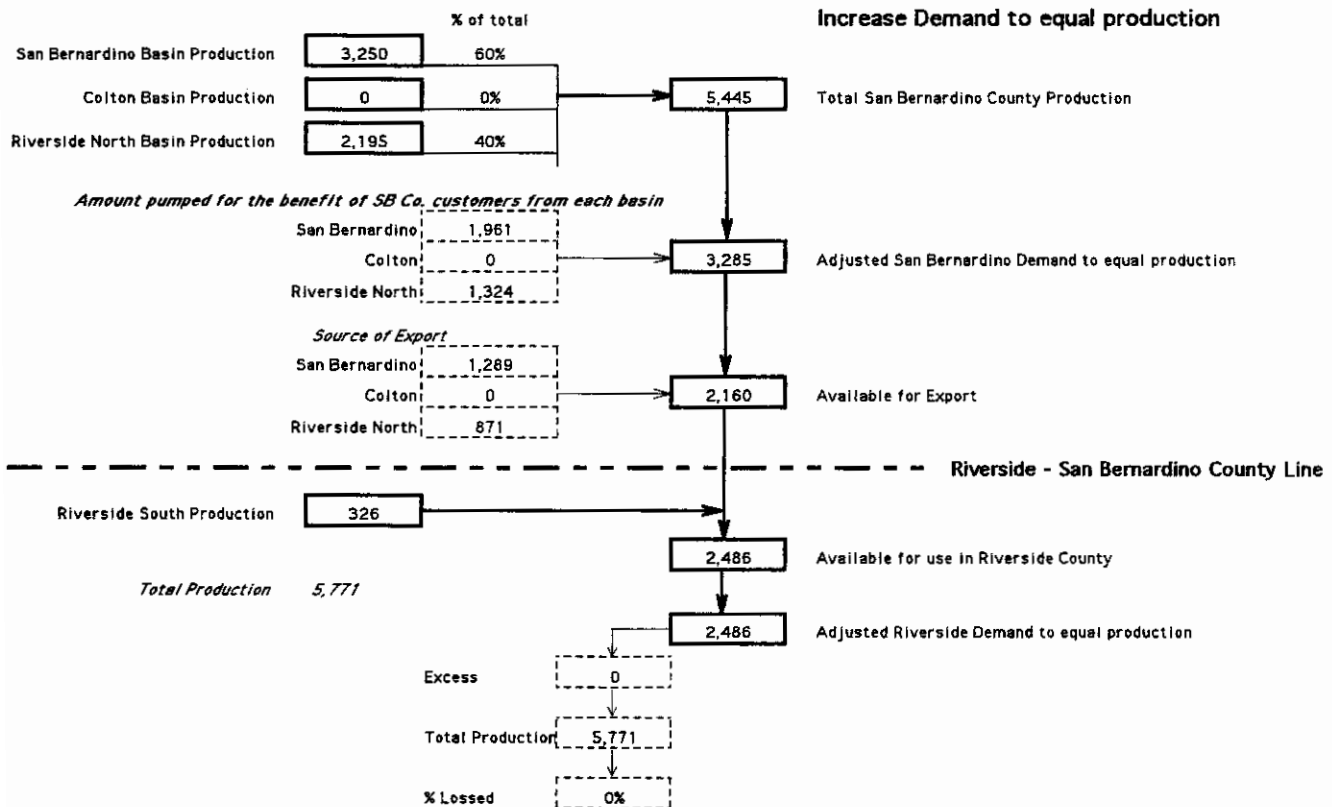 % of total
Increase Demand to equal production
San Bernardino Basin Production 3,250 60%
Colton Basin Production 0 0% 5,445 Total San Bernardino County Production
Riverside North Basin Production 2,195 40%
Amount pumped for the benefit of SB Co. customers from each basin
San Bernardino 1,961
Colton 0 3,285 Adjusted San Bernardino Demand to equal production
Riverside North 1,324
Source of Export
San Bernardino 1,289
Colton 0 2,160 Available for Export
Riverside North 871
Riverside - San Bernardino County Line
Riverside South Production 326
2,486 Available for use in Riverside County
Total Production 5,771
2,486 Adjusted Riverside Demand to equal production
Excess 0
Total Production 5,771
% Lossed 0%